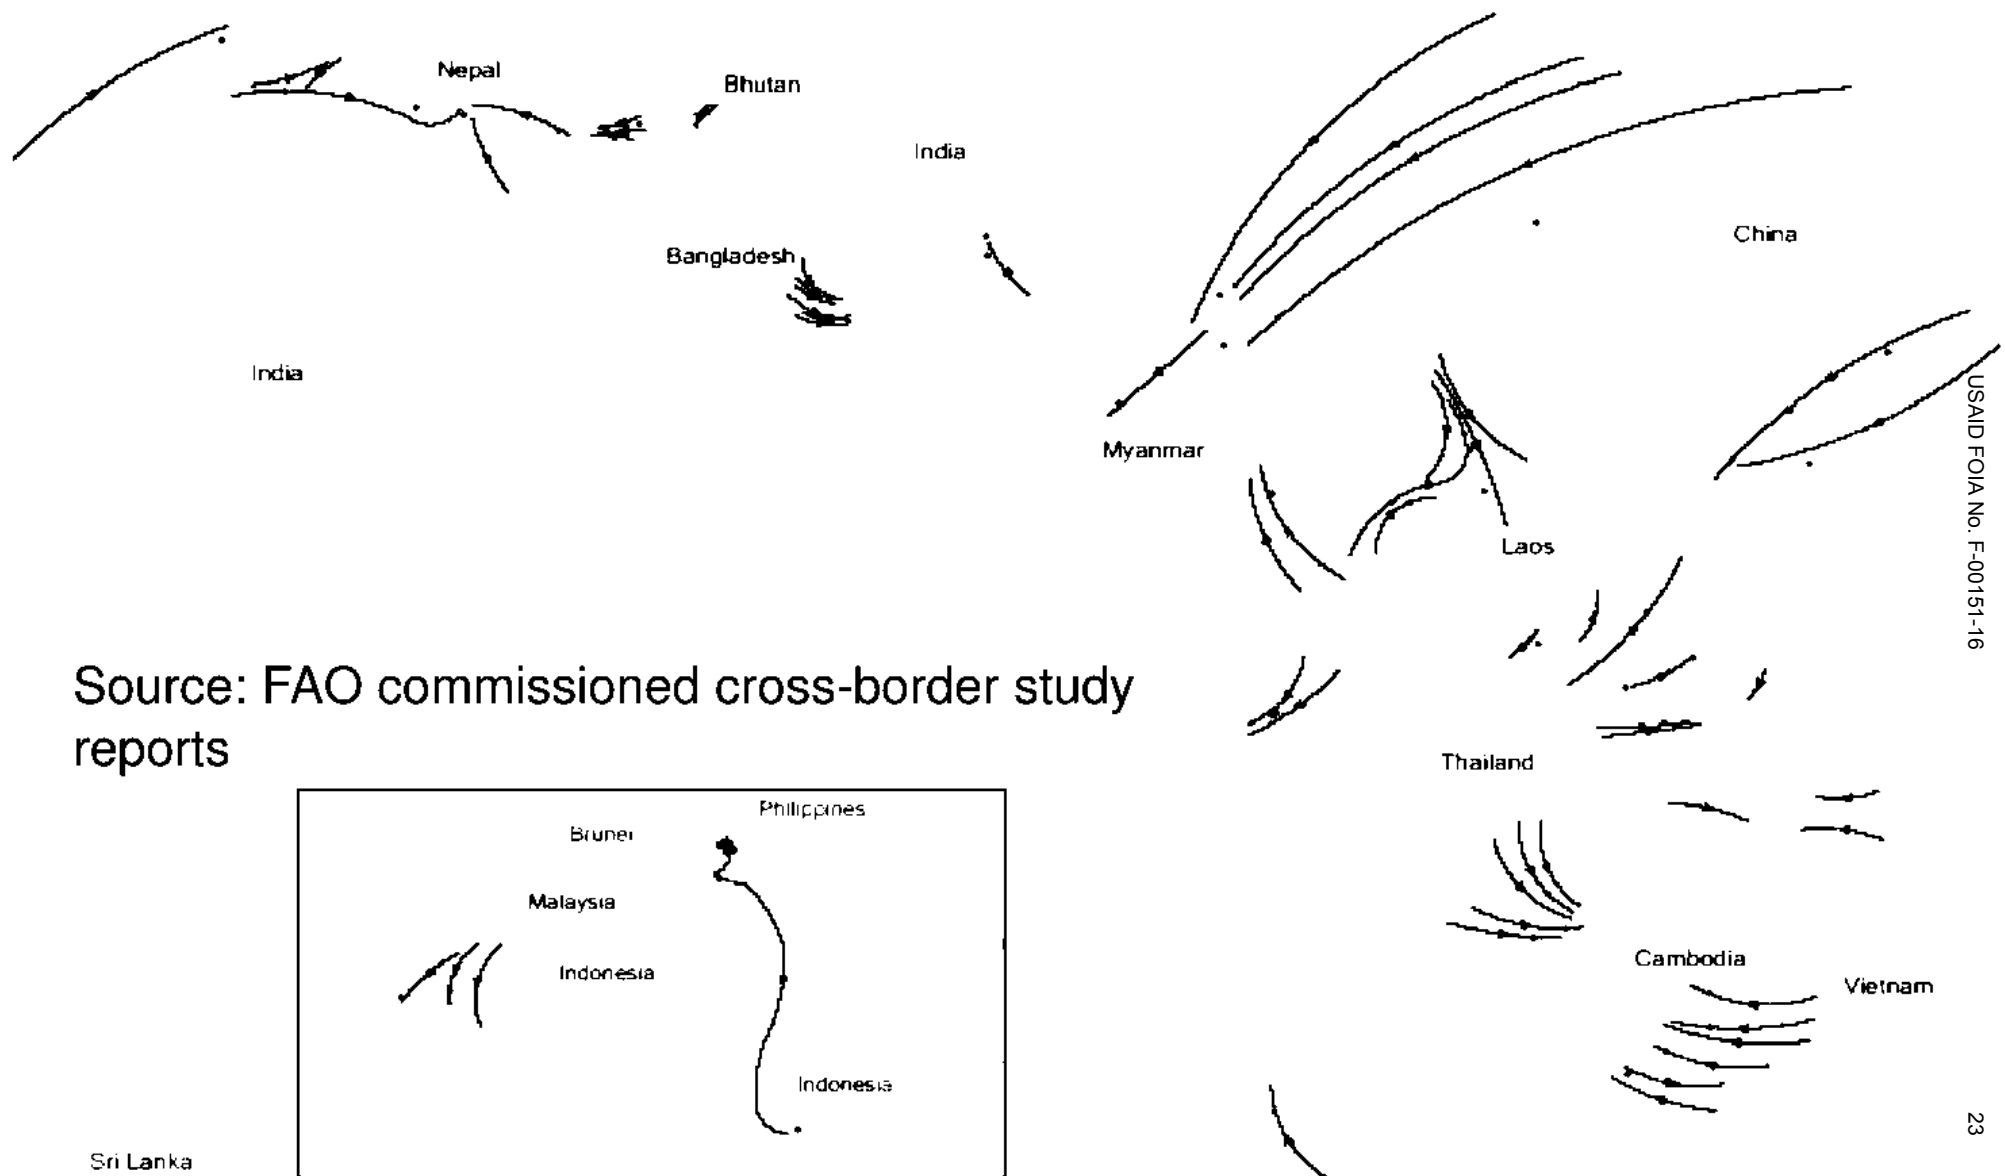 Nepal
Bhutan
India
China
Bangladesh
India
Myanmar
Laos
Source: FAO commissioned cross-border study
reports
Thailand
Philippines
Brunei
Malaysia
Indonesia
Cambodia
Vietnam
Indonesia
Sri Lanka
USAID FOIA No. F-00151-16
23